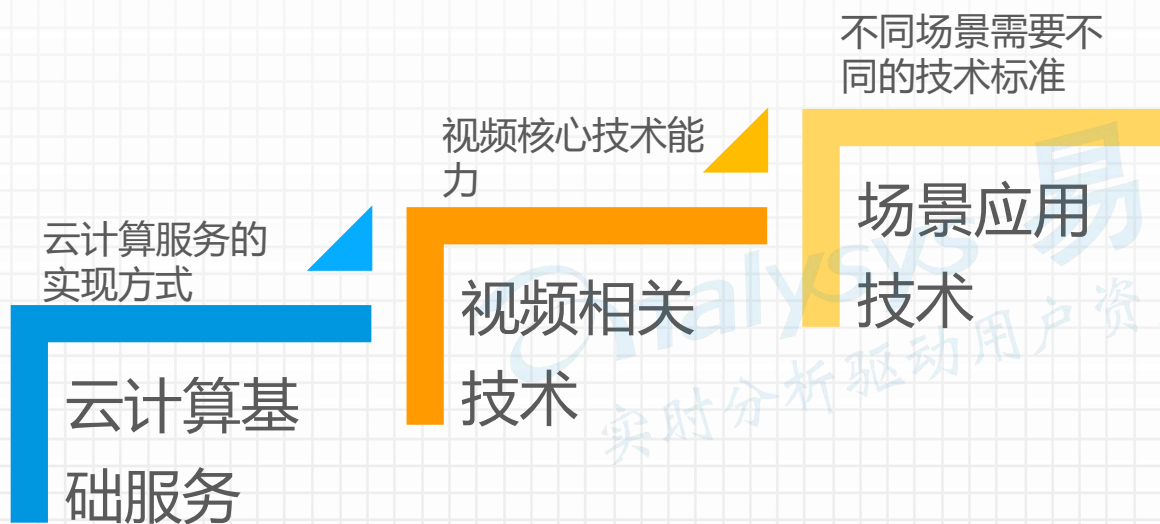 不同场景需要不
同的技术标准
视频核心技术能
力
场景应用
技术
云计算服务的
实现方式
视频相关
技术
云计算基
础服务
nalysys 易
实时分析驱动用户资